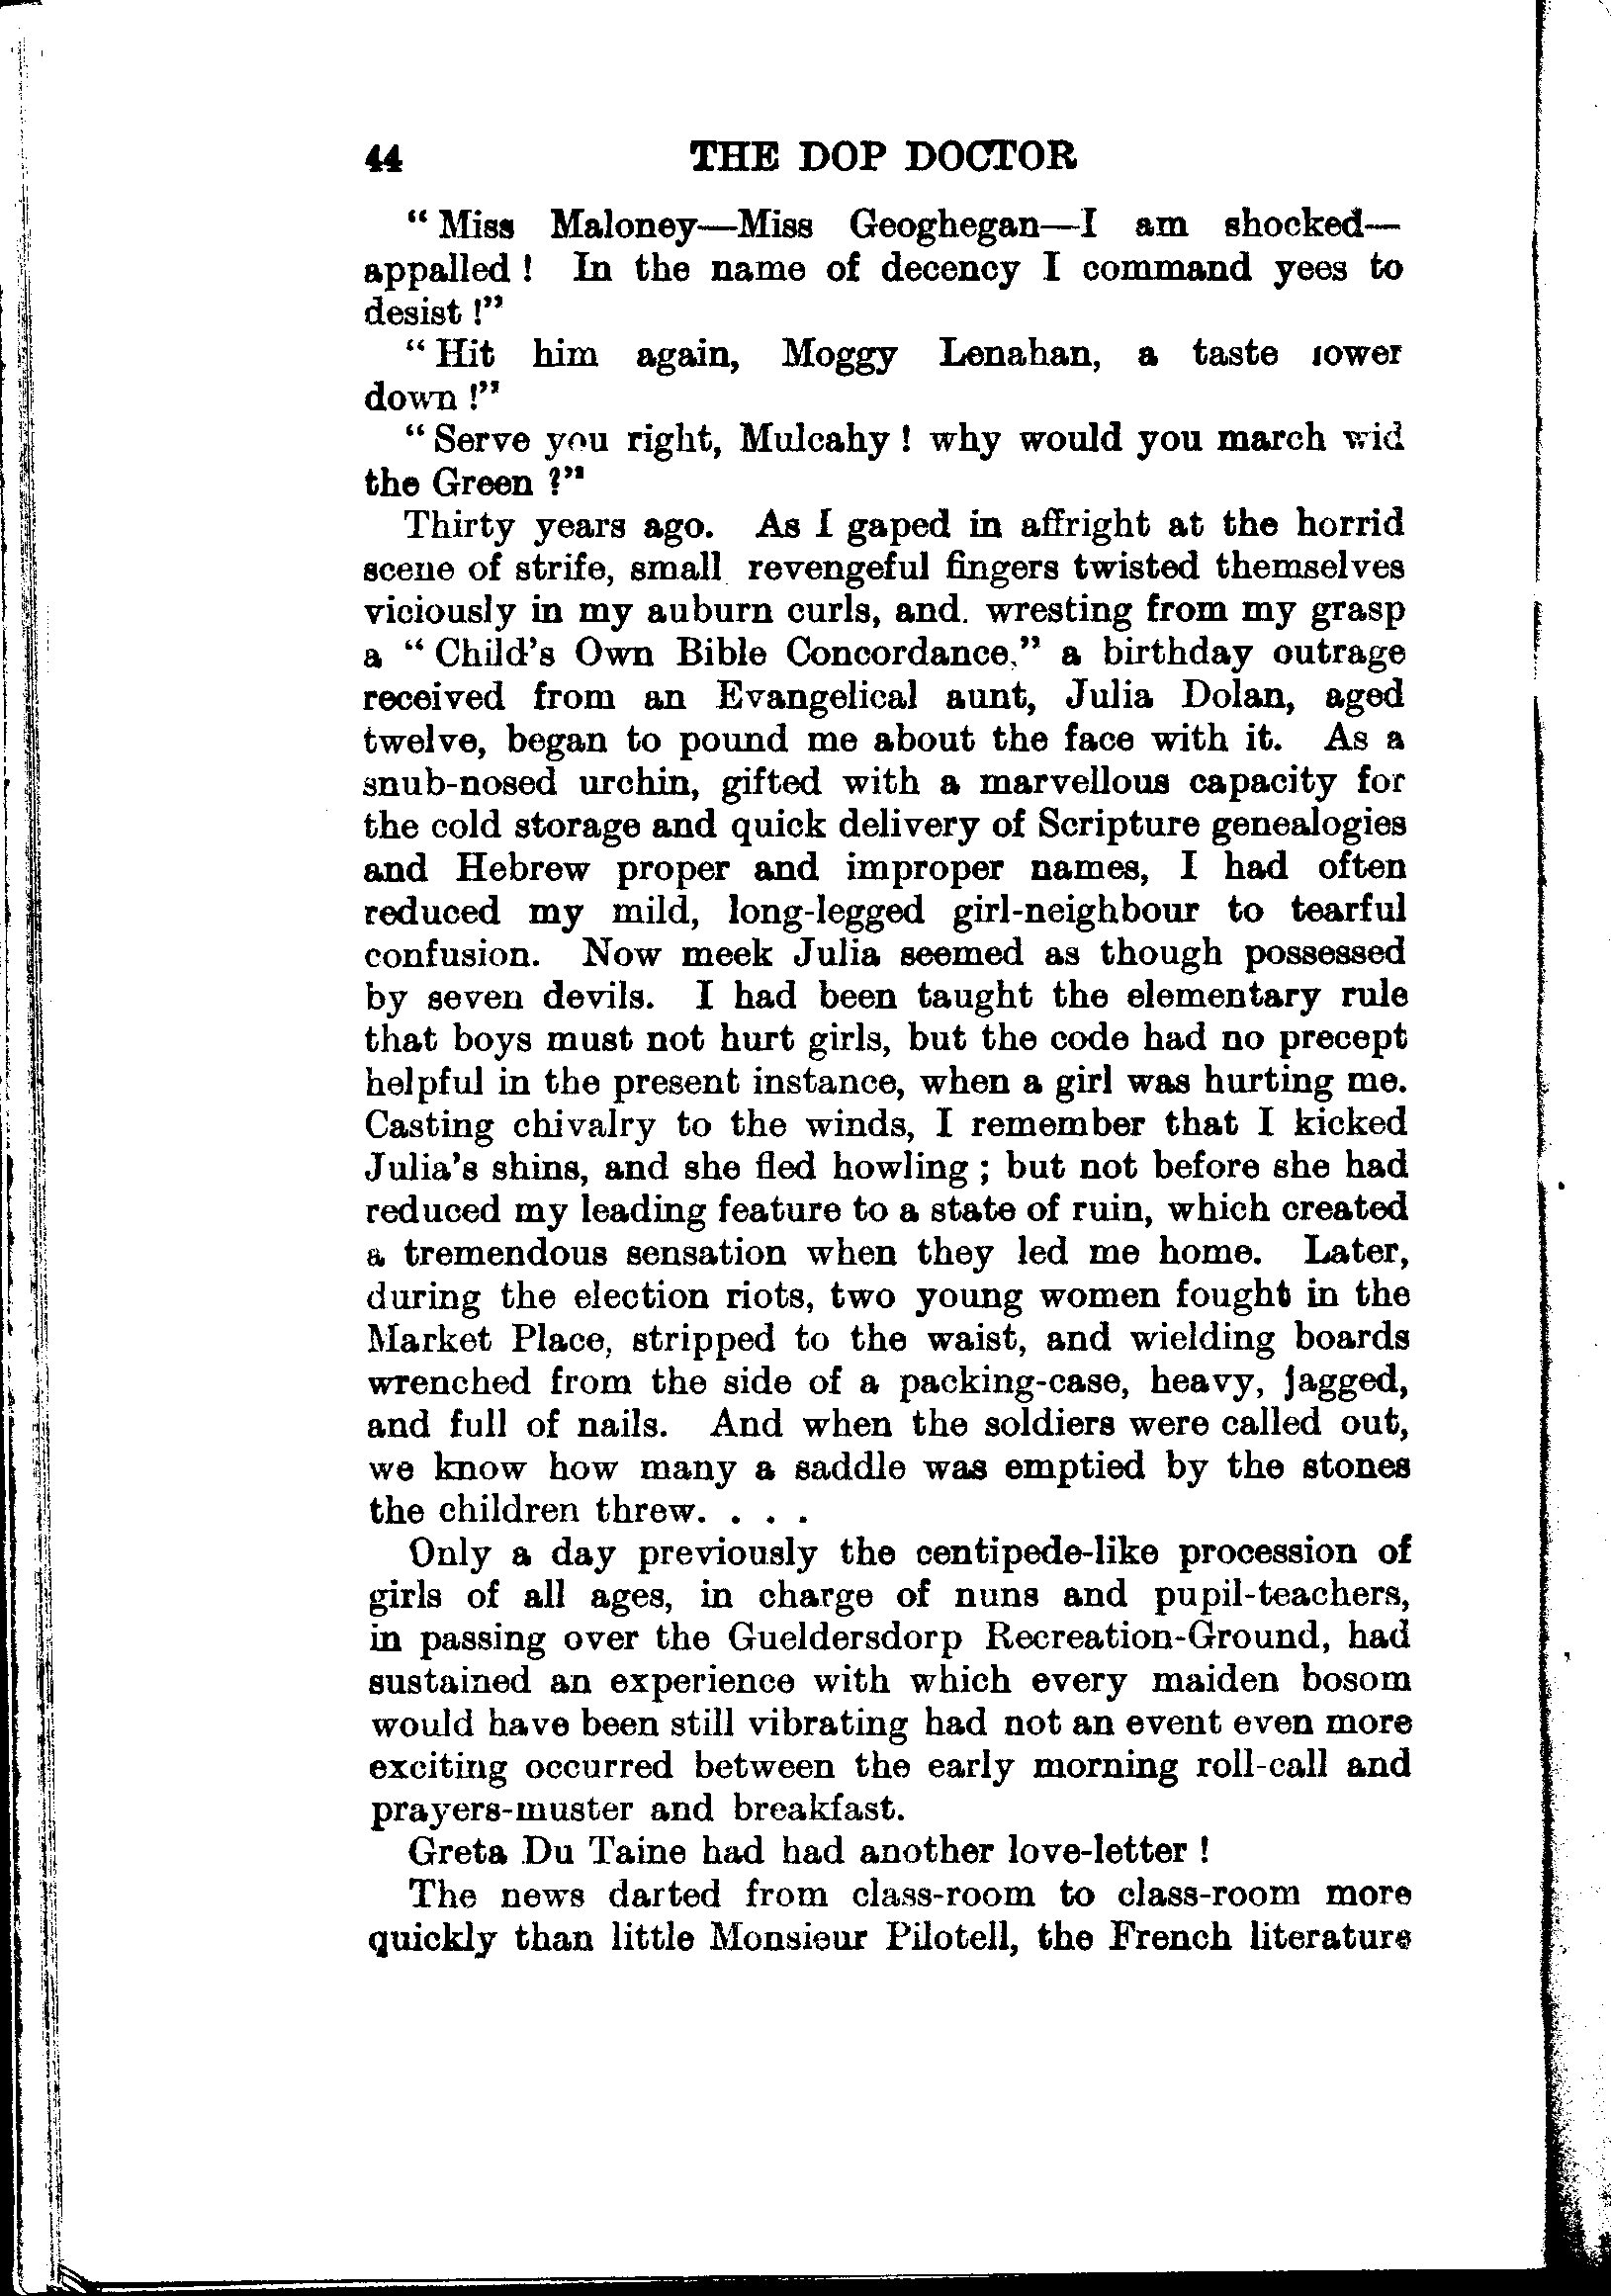 44 THE DOP DOCTOR
“ Miss Maloney—Miss Geoghegan—I am shocked—
appalled ! In the name of decency I command yees to
desist !”
“ Hit him again, Moggy Lenahan, a taste lower
down !”
“ Serve you right, Mulcahy ! why would you march wid
the Green ?”
Thirty years ago. As I gaped in affright at the horrid
scene of strife, small revengeful fingers twisted themselves
viciously in my auburn curls, and. wresting from my grasp
a “ Child’s Own Bible Concordance,” a birthday outrage
received from an Evangelical aunt, Julia Dolan, aged
twelve, began to pound me about the face with it. As a
snub-nosed urchin, gifted with a marvellous capacity for
the cold storage and quick delivery of Scripture genealogies
and Hebrew proper and improper names, I had often
reduced my mild, long-legged girl-neighbour to tearful
confusion. Now meek Julia seemed as though possessed
by seven devils. I had been taught the elementary rule
that boys must not hurt girls, but the code had no precept
helpful in the present instance, when a girl was hurting me.
Casting chivalry to the winds, I remember that I kicked
Julia’s shins, and she fled howling ; but not before she had
reduced my leading feature to a state of ruin, which created
a tremendous sensation when they led me home. Later,
during the election riots, two young women fought in the
Market Place, stripped to the waist, and wielding boards
wrenched from the side of a packing-case, heavy, jagged,
and full of nails. And when the soldiers were called out,
we know how many a saddle was emptied by the stones
the children threw. . . .
Only a day previously the centipede-like procession of
girls of all ages, in charge of nuns and pupil-teachers,
in passing over the Gueldersdorp Recreation-Ground, had
sustained an experience with which every maiden bosom
would have been still vibrating had not an event even more
exciting occurred between the early morning roll-call and
prayers-muster and breakfast.
Greta Du Taine had had another love-letter !
The news darted from class-room to class-room more
quickly than little Monsieur Pilotell, the French literature